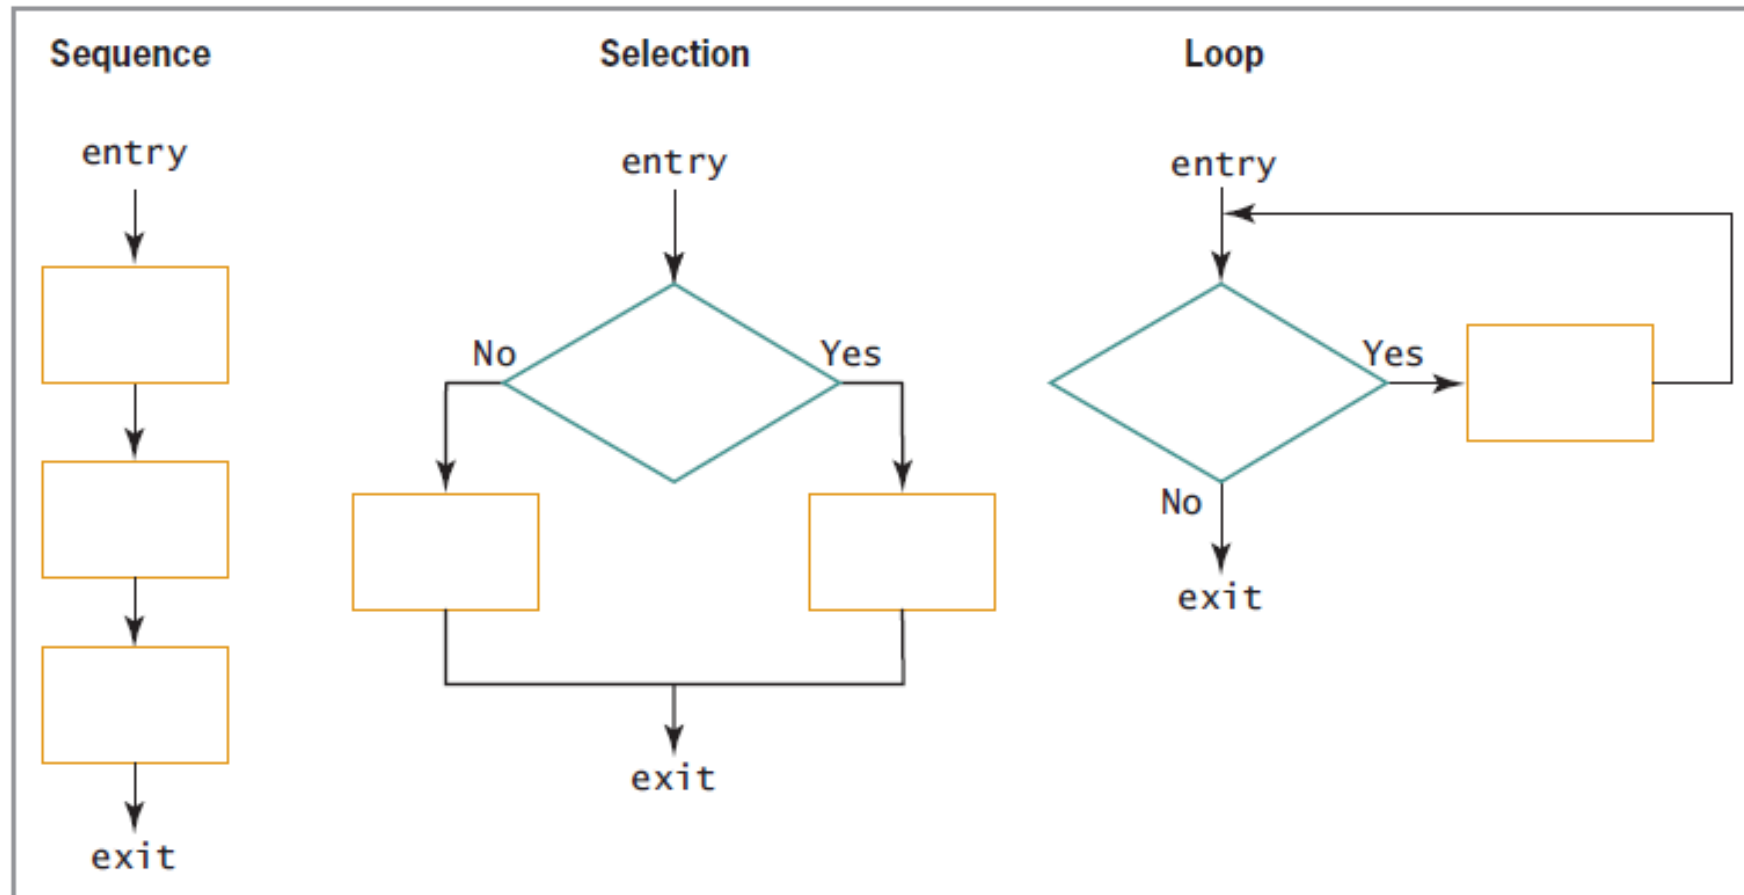 Sequence
Selection
Loop
entry
entry
entry
No
Yes
Yes
No
exit
exit
exit